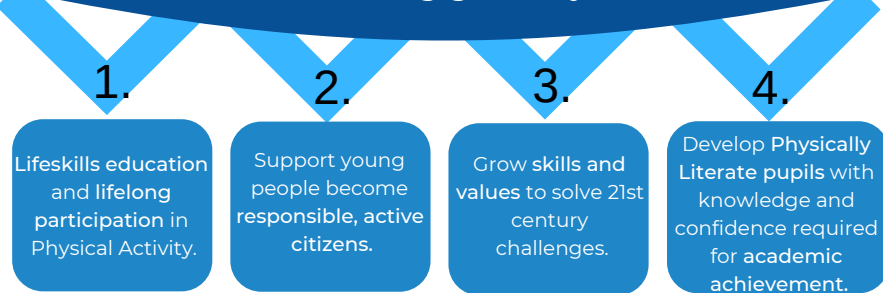 1.
Lifeskills education
and lifelong
participation in
Physical Activity.
2.
Support young
people become
responsible, active
citizens.
3.
Grow skills and
values to solve 21st
century
challenges.
4.
Develop Physically
Literate pupils with
knowledge and
confidence required
for academic
achievement.